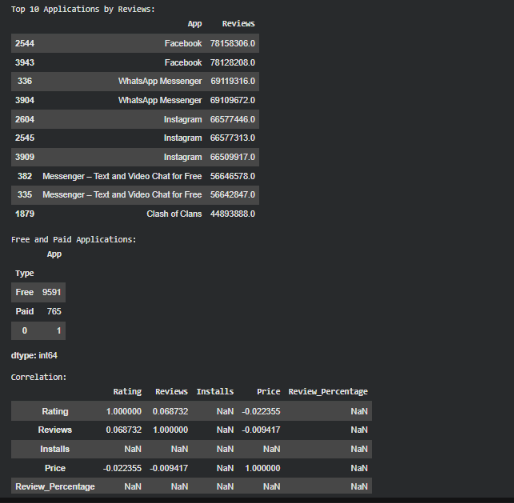 Top 10 Applications by Reviews:
App Reviews
2544 Facebook 78158306.0
3943 Facebook 78128208.0
336 WhatsApp Messenger 69119316.0
3904 WhatsApp Messenger 69109672.0
2604 Instagram 66577446.0
2545 Instagram 66577313.0
3909 Instagram 66509917.0
382 Messenger – Text and Video Chat for Free 56646578.0
335 Messenger – Text and Video Chat for Free 56642847.0
1879 Clash of Clans 44893888.0
Free and Paid Applications:
App
Type
Free 9591
Paid 765
0 1
dtype: int64
Correlation:
Rating Reviews Installs Price Review_Percentage
Rating 1.000000 0.068732 NaN -0.022355 NaN
Reviews 0.068732 1.000000 NaN -0.009417 NaN
Installs NaN NaN NaN NaN NaN
Price -0.022355 -0.009417 NaN 1.000000 NaN
Review_Percentage NaN NaN NaN NaN NaN